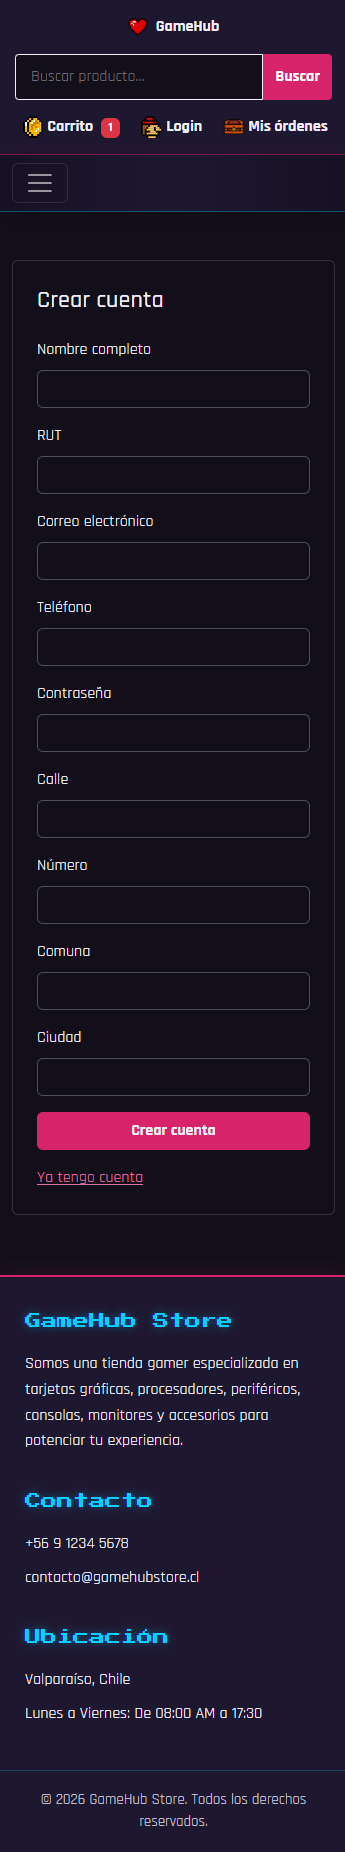 GameHub
Buscar producto...
Buscar
Carrito 1 Login Mis órdenes
Crear cuenta
Nombre completo
RUT
Correo electrónico
Teléfono
Contraseña
Calle
Número
Comuna
Ciudad
Crear cuenta
Ya tengo cuenta
GameHub Store
Somos una tienda gamer especializada en
tarjetas gráficas, procesadores, periféricos,
consolas, monitores y accesorios para
potenciar tu experiencia.
Contacto
+56 9 1234 5678
contacto@gamehubstore.cl
Ubicación
Valparaíso, Chile
Lunes a Viernes: De 08:00 AM a 17:30
© 2026 GameHub Store. Todos los derechos
reservados.